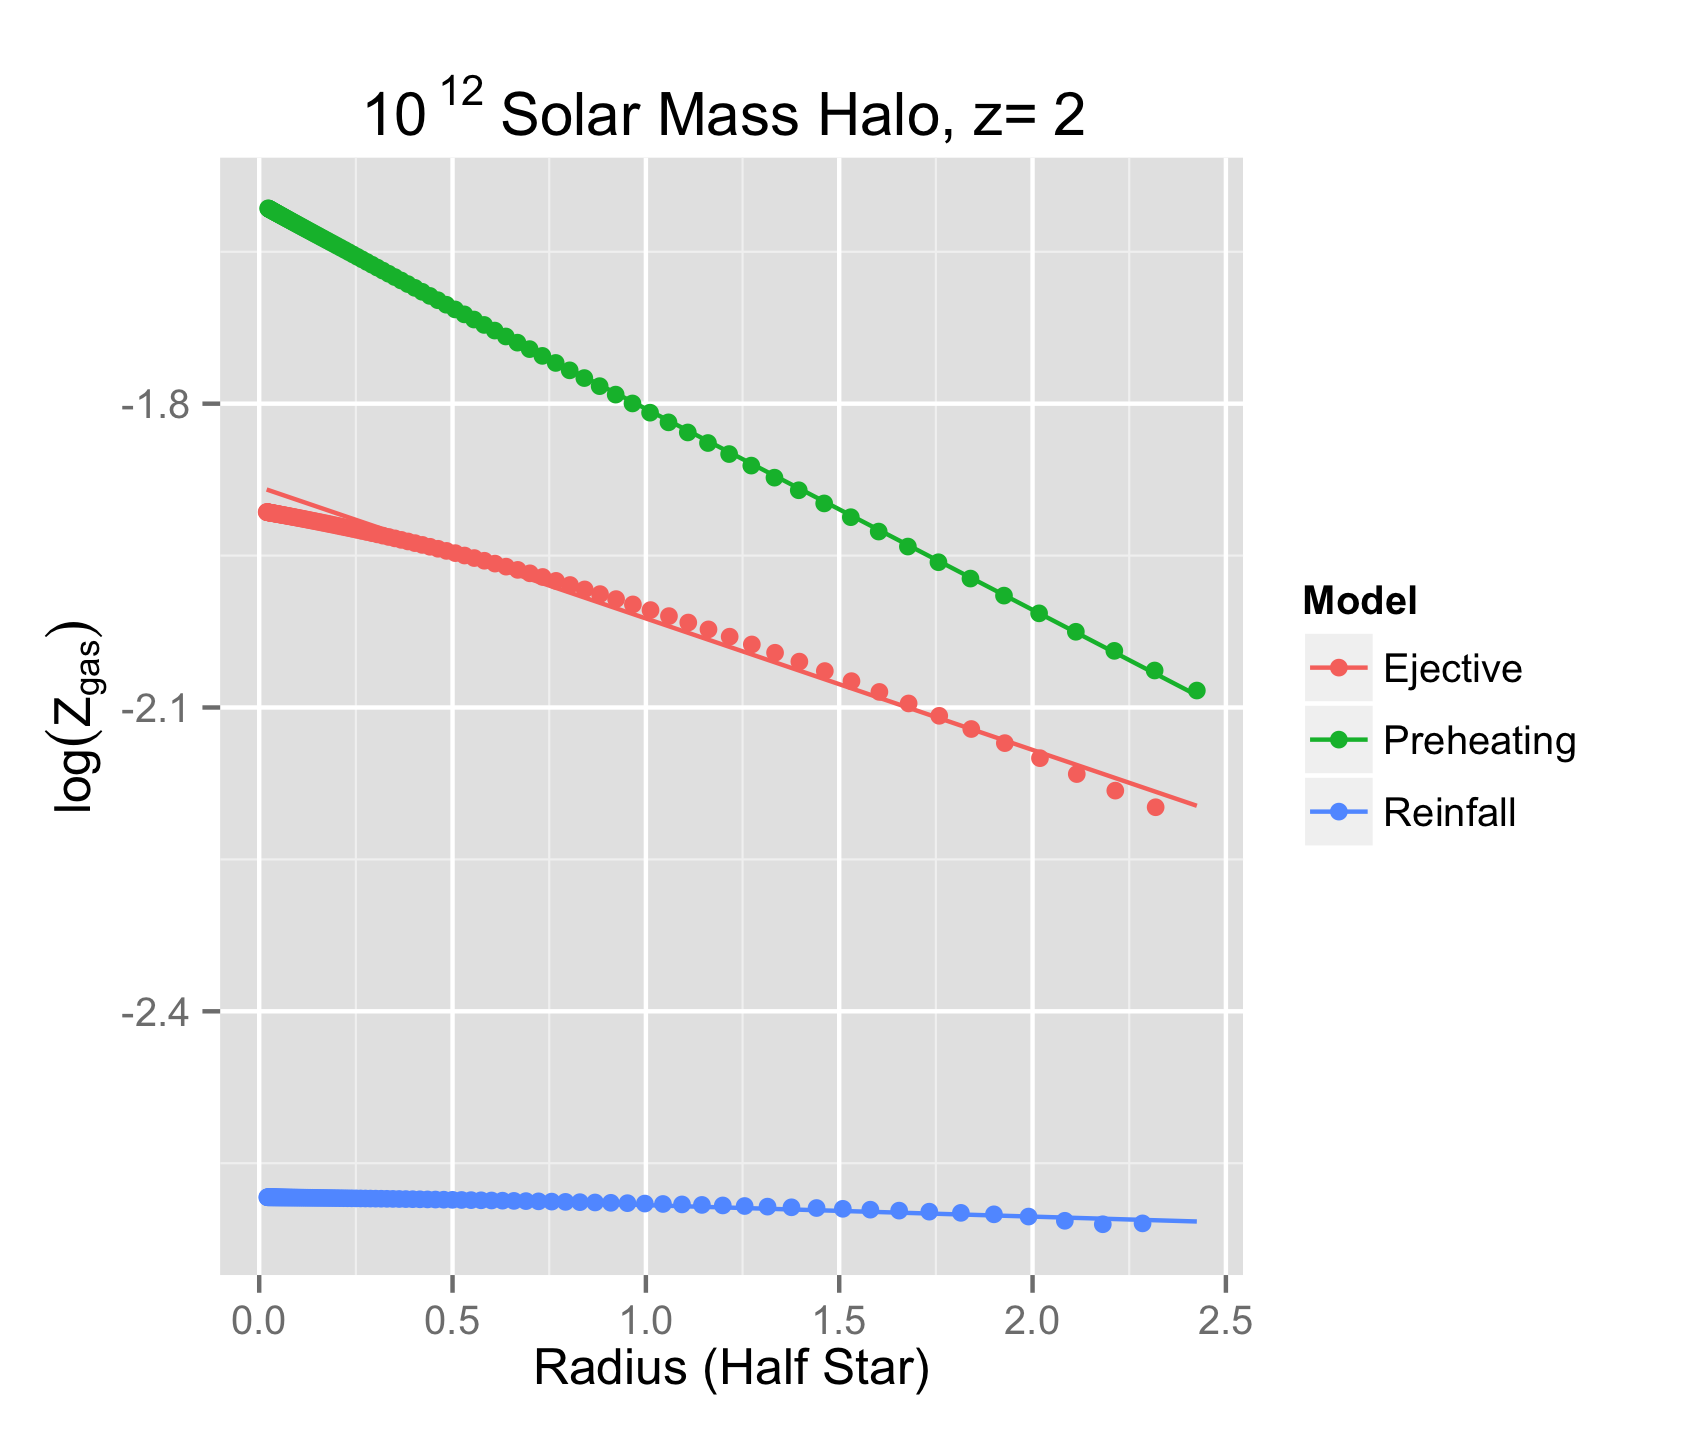 10 12 Solar Mass Halo, z= 2
log(Zgas)
-1.8
-2.1
-2.4
0.0 0.5 1.0 1.5 2.0 2.5
Radius (Half Star)
Model
Ejective
Preheating
Reinfall